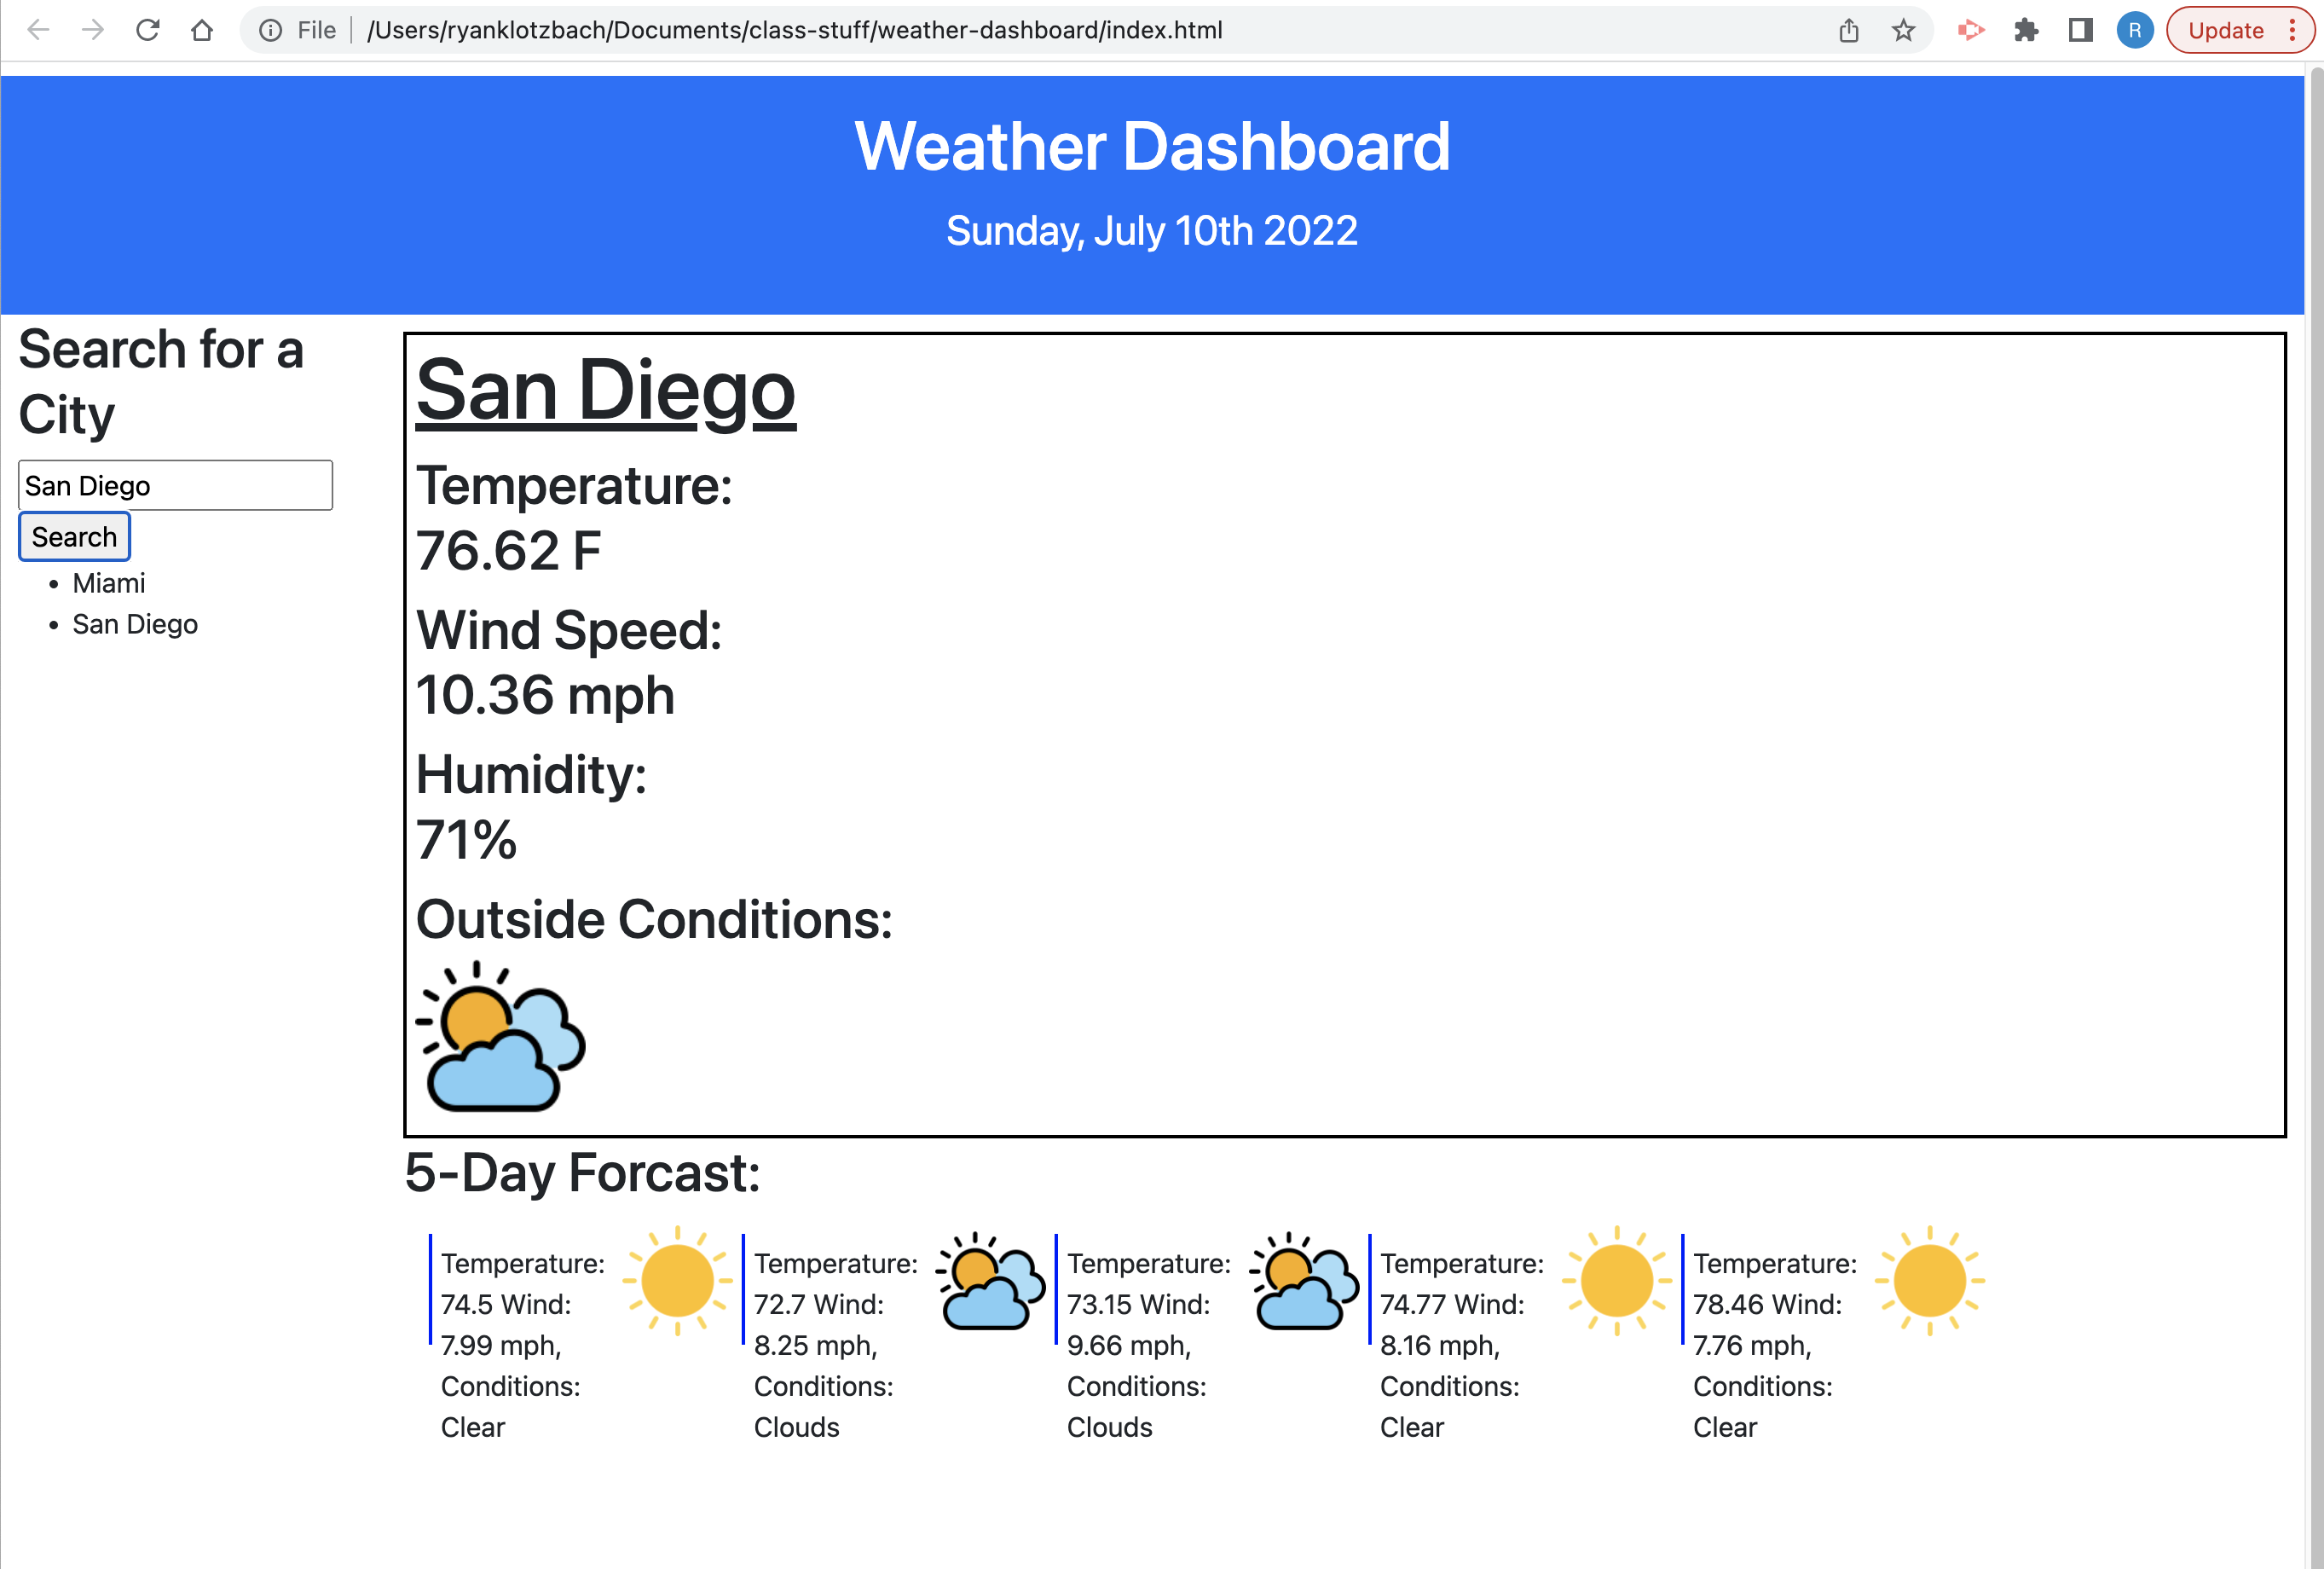 File /Users/ryanklotzbach/Documents/class-stuff/weather-dashboard/index.html
R
Update
Weather Dashboard
Sunday, July 10th 2022
Search for a
City
San Diego
Search
• Miami
• San Diego
San Diego
Temperature:
76.62 F
Wind Speed:
10.36 mph
Humidity:
71%
Outside Conditions:
5-Day Forcast:
Temperature:
74.5 Wind:
7.99 mph,
Conditions:
Clear
Temperature:
72.7 Wind:
8.25 mph,
Conditions:
Clouds
Temperature:
73.15 Wind:
9.66 mph,
Conditions:
Clouds
Temperature:
74.77 Wind:
8.16 mph,
Conditions:
Clear
Temperature:
78.46 Wind:
7.76 mph,
Conditions:
Clear